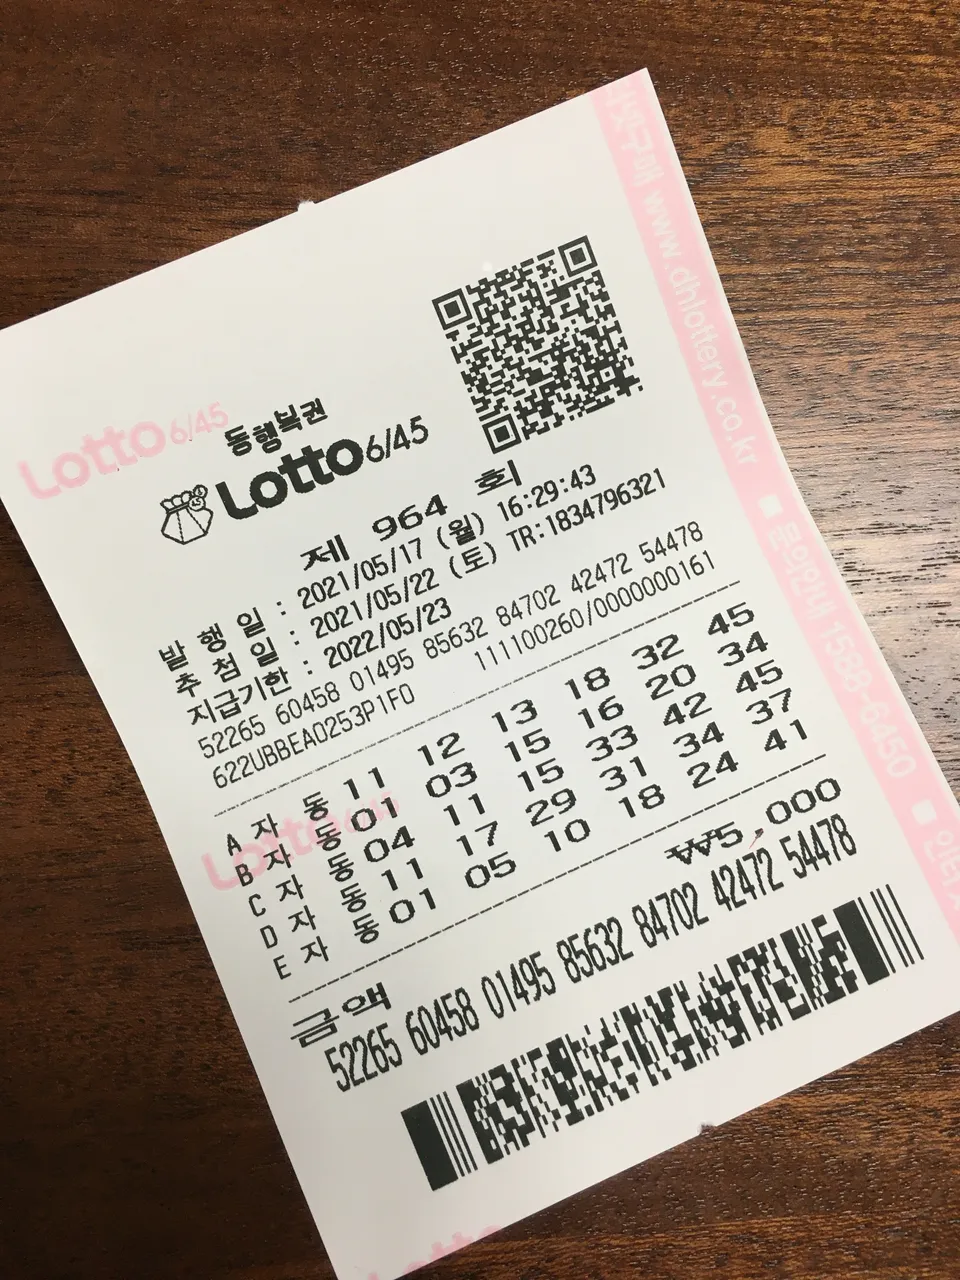 Lotto 6/45
동행복권
Lotto 6/45
제 964 회
발 행 일 : 2021/05/17 (월) 16:29:43
추 첨 일 : 2021/05/22 (토) TR:1834796321
지급기한 : 2022/05/23
52265 60458 01495 85632 84702 42472 54478
622UBBEA0253P1F0 11100260/0000000161
A 자 동 11 12 13 18 32 45
B 자 동 01 03 15 16 20 34
C 자 동 04 11 15 33 42 45
D 자 동 11 17 29 31 34 37
E 자 동 01 05 10 18 24 41
Lotto 6/45
금액 ₩5,000
52265 60458 01495 85632 84702 42472 54478
www.dhlottery.co.kr ■ 1588-6450 ■
Lotto